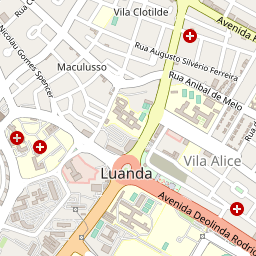 Vila Clotilde
Avenida
Rua
Nicolau Gomes Spencer
Rua Augusto Silvério Ferreira
Maculusso
Rua Aníbal de Melo
Vila Alice
Luanda
Avenida Deolinda Rodrig